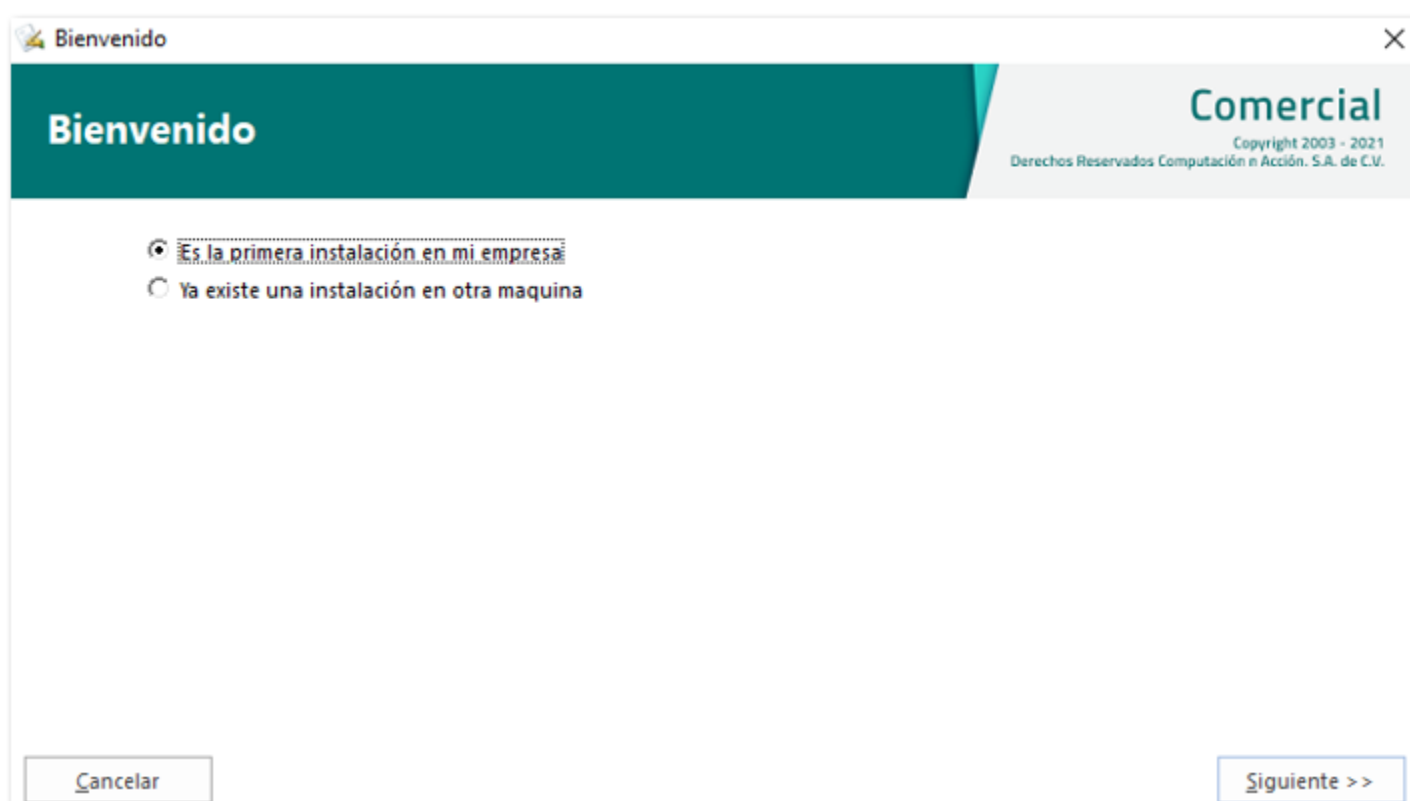 Bienvenido
Bienvenido
Comercial
Copyright 2003 - 2021
Derechos Reservados Computación n Acción. S.A. de C.V.
Es la primera instalación en mi empresa
Ya existe una instalación en otra maquina
Cancelar
Siguiente >>